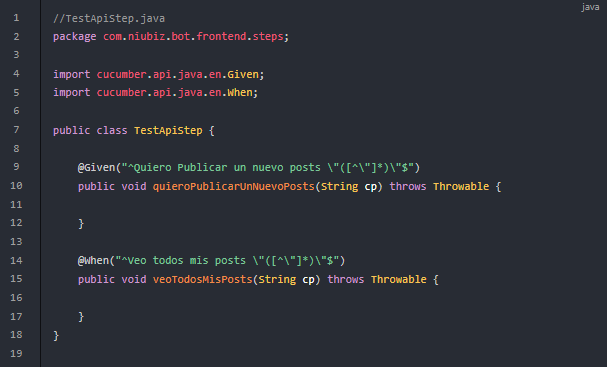 java
1 //TestApiStep.java
2 package com.niubiz.bot.frontend.steps;
3
4 import cucumber.api.java.en.Given;
5 import cucumber.api.java.en.When;
6
7 public class TestApiStep {
8
9     @Given("^Quiero Publicar un nuevo posts \"([^\"]*)\"$")
10     public void quieroPublicarUnNuevoPosts(String cp) throws Throwable {
11
12     }
13
14     @When("^Veo todos mis posts \"([^\"]*)\"$")
15     public void veoTodosMisPosts(String cp) throws Throwable {
16
17     }
18 }
19